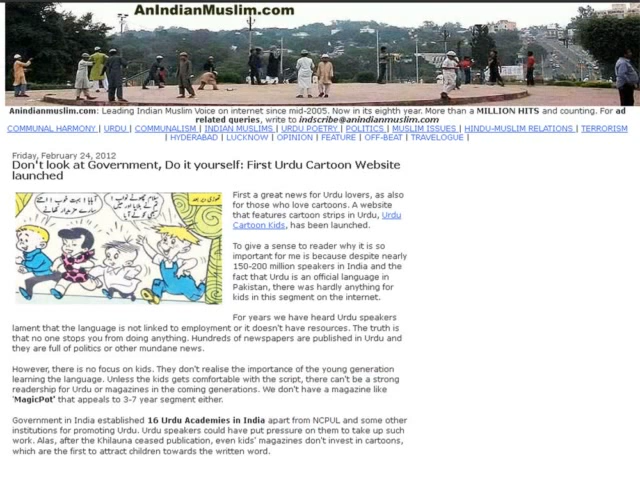 AnIndianMuslim.com
Anindianmuslim.com: Leading Indian Muslim Voice on internet since mid-2005. Now in its eighth year. More than a MILLION HITS and counting. For ad
related queries, write to indscribe@anindianmuslim.com
COMMUNAL HARMONY | URDU | COMMUNALISM | INDIAN MUSLIMS | URDU POETRY | POLITICS | MUSLIM ISSUES | HINDU-MUSLIM RELATIONS | TERRORISM
| HYDERABAD | LUCKNOW | OPINION | FEATURE | OFF-BEAT | TRAVELOGUE |
Friday, February 24, 2012
Don't look at Government, Do it yourself: First Urdu Cartoon Website
launched
First a great news for Urdu lovers, as also
for those who love cartoons. A website
that features cartoon strips in Urdu, Urdu
Cartoon Kids, has been launched.
To give a sense to reader why it is so
important for me is because despite nearly
150-200 million speakers in India and the
fact that Urdu is an official language in
Pakistan, there was hardly anything for
kids in this segment on the internet.
For years we have heard Urdu speakers
lament that the language is not linked to employment or it doesn't have resources. The truth is
that no one stops you from doing anything. Hundreds of newspapers are published in Urdu and
they are full of politics or other mundane news.
However, there is no focus on kids. They don't realise the importance of the young generation
learning the language. Unless the kids gets comfortable with the script, there can't be a strong
readership for Urdu or magazines in the coming generations. We don't have a magazine like
'MagicPot' that appeals to 3-7 year segment either.
Government in India established 16 Urdu Academies in India apart from NCPUL and some other
institutions for promoting Urdu. Urdu speakers could have put pressure on them to take up such
work. Alas, after the Khilauna ceased publication, even kids' magazines don't invest in cartoons,
which are the first to attract children towards the written word.